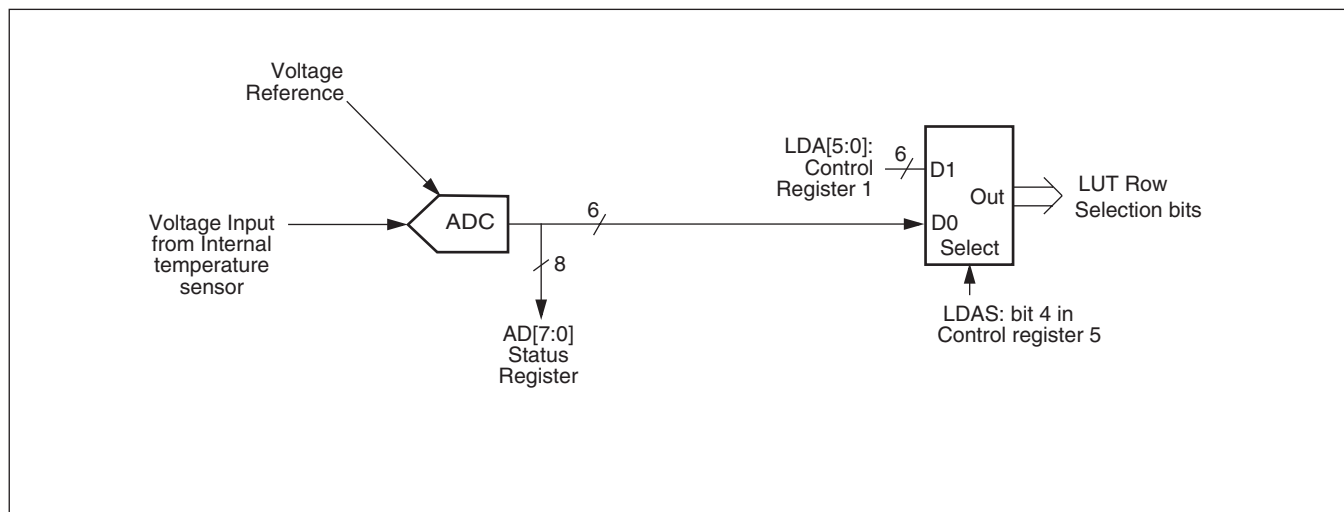 Voltage
Reference
Voltage Input
from Internal
temperature
sensor
ADC
6
8
AD[7:0]
Status
Register
LDA[5:0]:
Control
Register 1
6
D1
D0
Out
Select
LUT Row
Selection bits
LDAS: bit 4 in
Control register 5